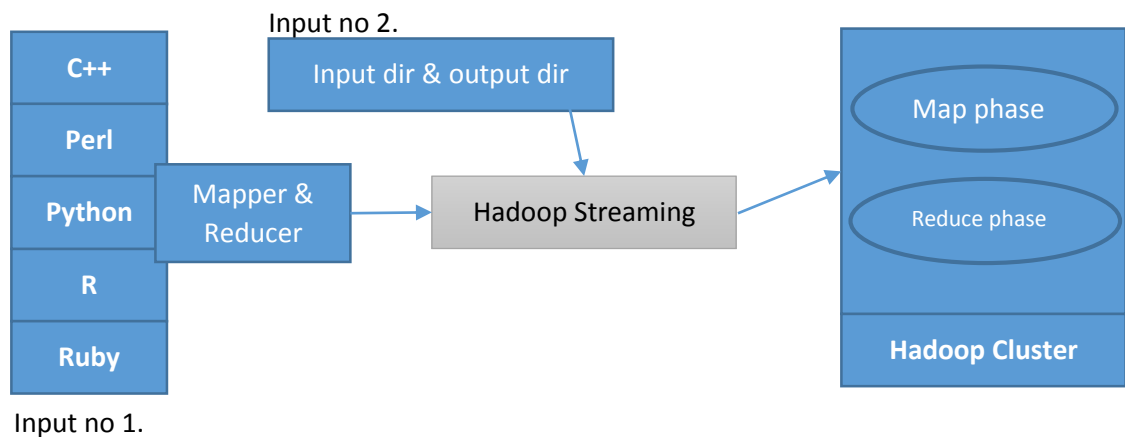 Input no 2.
Input dir & output dir
C++
Perl
Python
R
Ruby
Mapper &
Reducer
Hadoop Streaming
Map phase
Reduce phase
Hadoop Cluster
Input no 1.